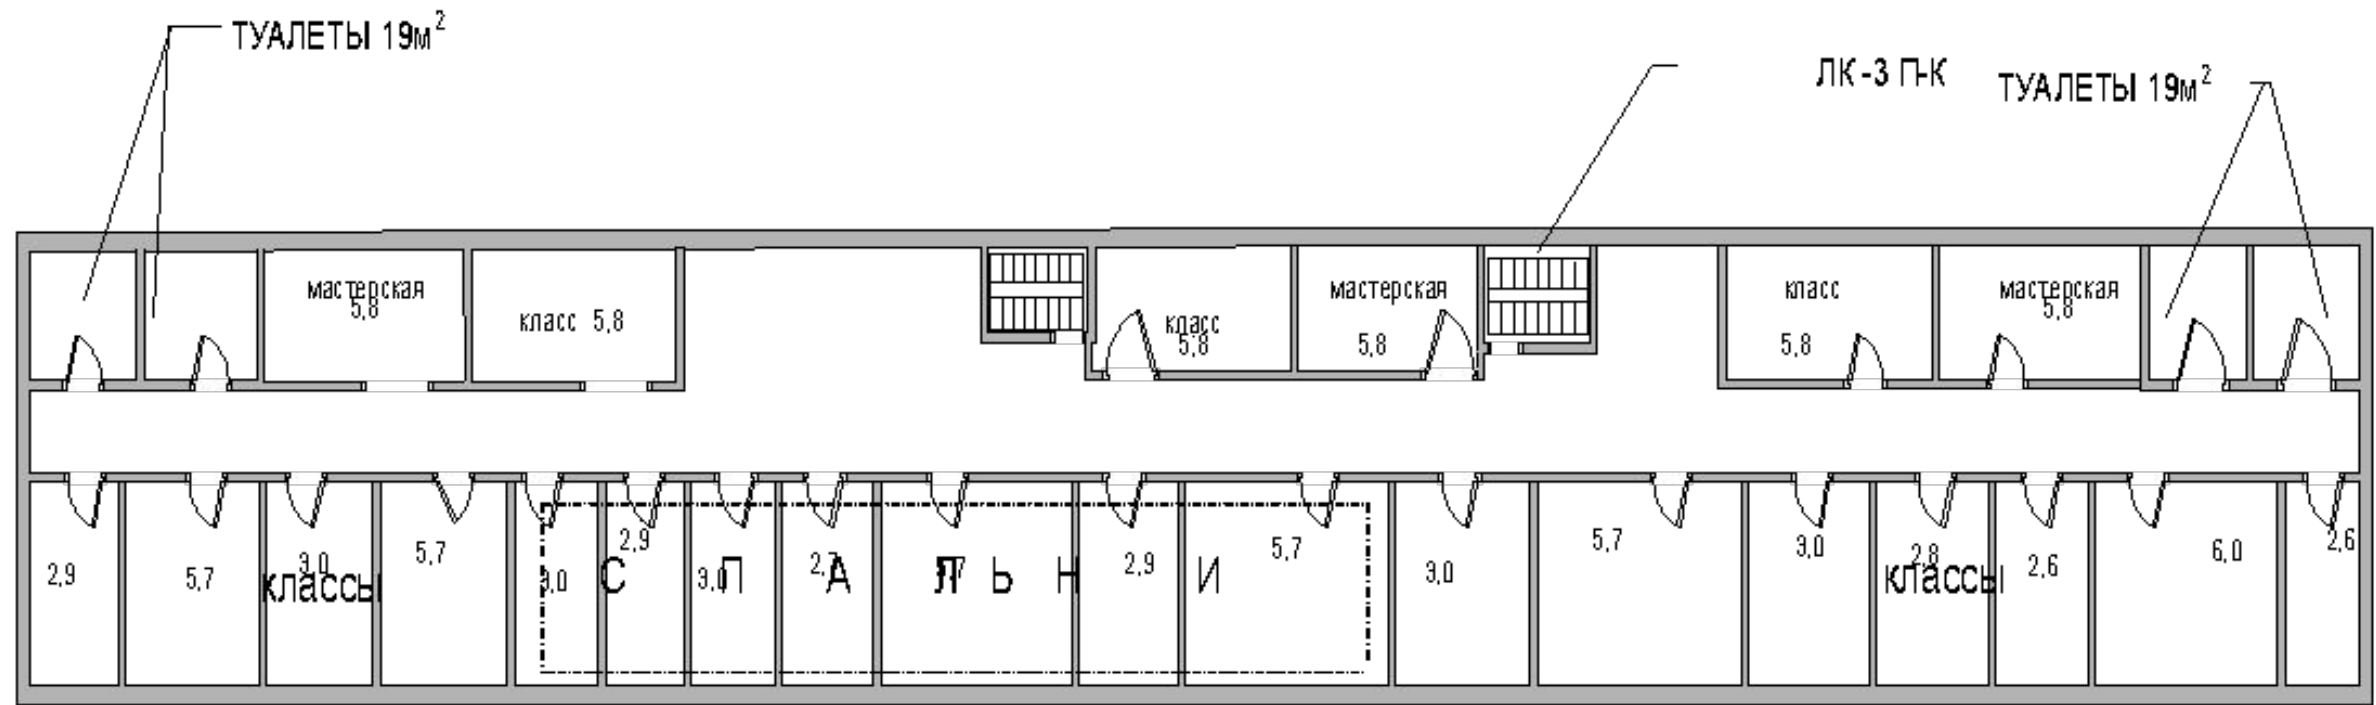 ТУАЛЕТЫ 19м²
ЛК-3 П-К
ТУАЛЕТЫ 19м²
мастерская
5,8
класс 5,8
класс
5,8
мастерская
5,8
класс
5,8
мастерская
5,8
2,9
5,7
3,0
классы
5,7
3,0
2,9
3,0
2,7
СПАЛЬНИ
2,9
5,7
3,0
5,7
3,0
2,8
классы
2,6
6,0
2,6